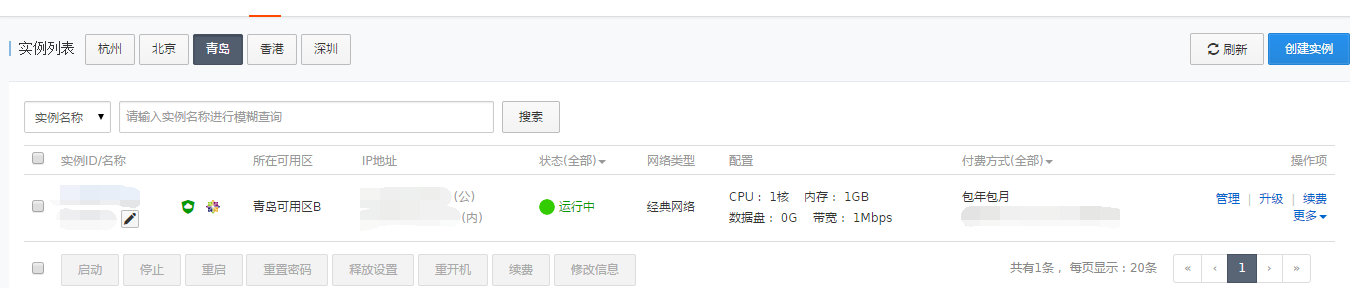 实例列表 杭州 北京 青岛 香港 深圳 刷新 创建实例
实例名称 请输入实例名称进行模糊查询 搜索
实例ID/名称 所在可用区 IP地址 状态(全部) 网络类型 配置 付费方式(全部) 操作项
青岛可用区B (公) 运行中 经典网络 CPU： 1核 内存： 1GB 包年包月 管理 | 升级 | 续费
(内) 数据盘： 0G 带宽： 1Mbps 更多
启动 停止 重启 重置密码 释放设置 重开机 续费 修改信息 共有1条， 每页显示：20条 « ‹ 1 › »